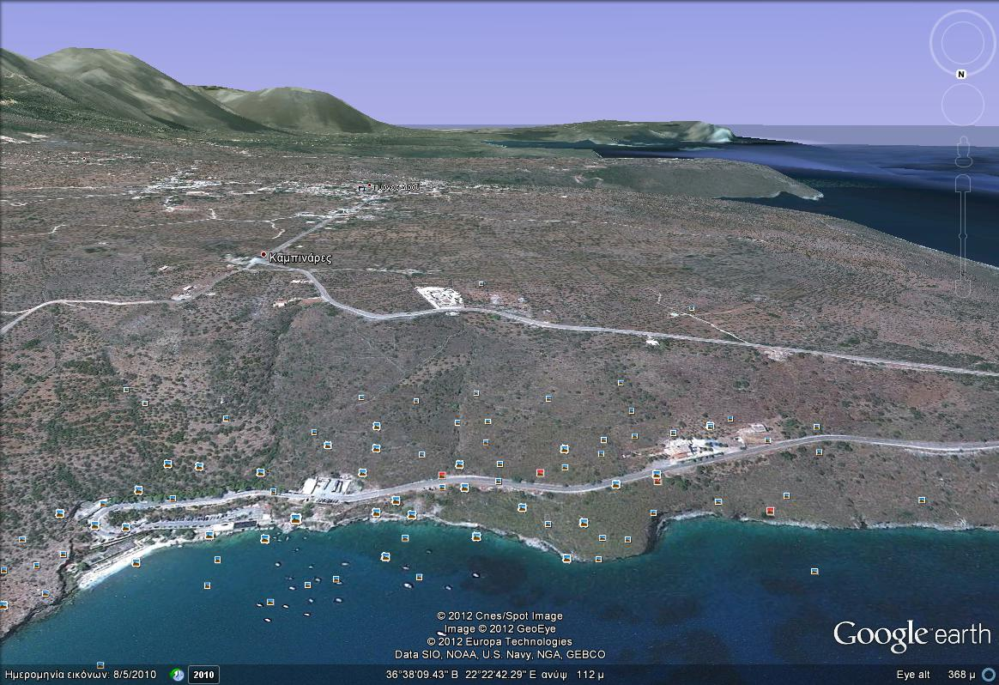 N
Πύργος Διρού
Καμπινάρες
© 2012 Cnes/Spot Image
Image © 2012 GeoEye
© 2012 Europa Technologies
Data SIO, NOAA, U.S. Navy, NGA, GEBCO
Google earth
Ημερομηνία εικόνων: 8/5/2010
2010
36°38'09.43" Β 22°22'42.29" Ε ανύψ 112 μ
Eye alt 368 μ